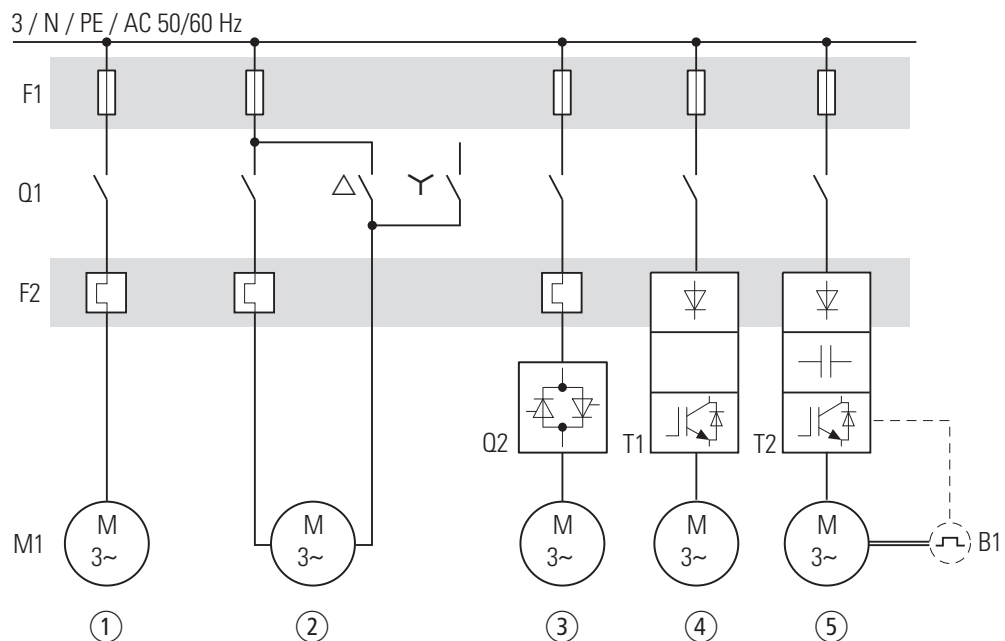 3 / N / PE / AC 50/60 Hz
F1
Q1
F2
Q2
T1
T2
M1
M
3~
M
3~
M
3~
M
3~
M
3~
B1
① ② ③ ④ ⑤